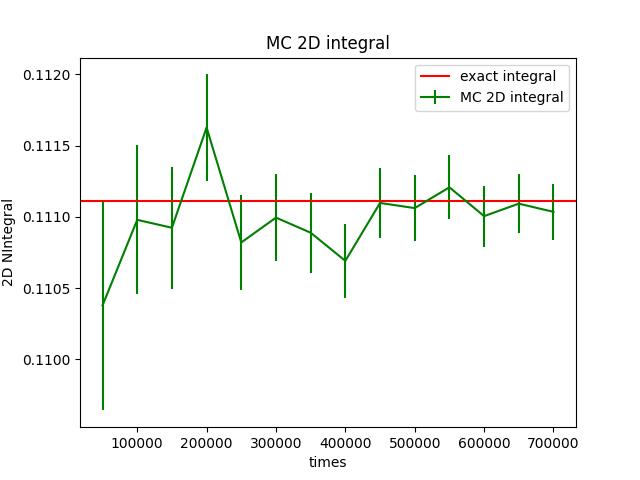 MC 2D integral
exact integral
MC 2D integral
0.1120
0.1115
0.1110
0.1105
0.1100
2D NIntegral
100000 200000 300000 400000 500000 600000 700000
times